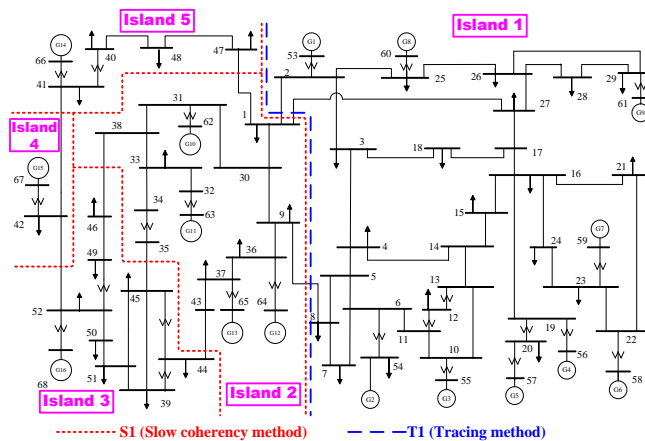 Island 5
Island 1
G14
G1
G8
66
40
47
53
60
48
2
26
41
25
28
29
61
G9
27
31
38
1
62
G10
17
Island 4
3
18
33
16
21
30
G15
67
34
32
63
G11
15
G7
42
46
9
35
36
4
14
24
59
49
37
5
13
23
45
43
65
64
6
12
19
52
8
11
10
20
22
50
G13
G12
7
54
55
56
58
44
57
G16
68
51
39
G2
G3
G5
G4
G6
Island 3
Island 2
S1 (Slow coherency method)
T1 (Tracing method)